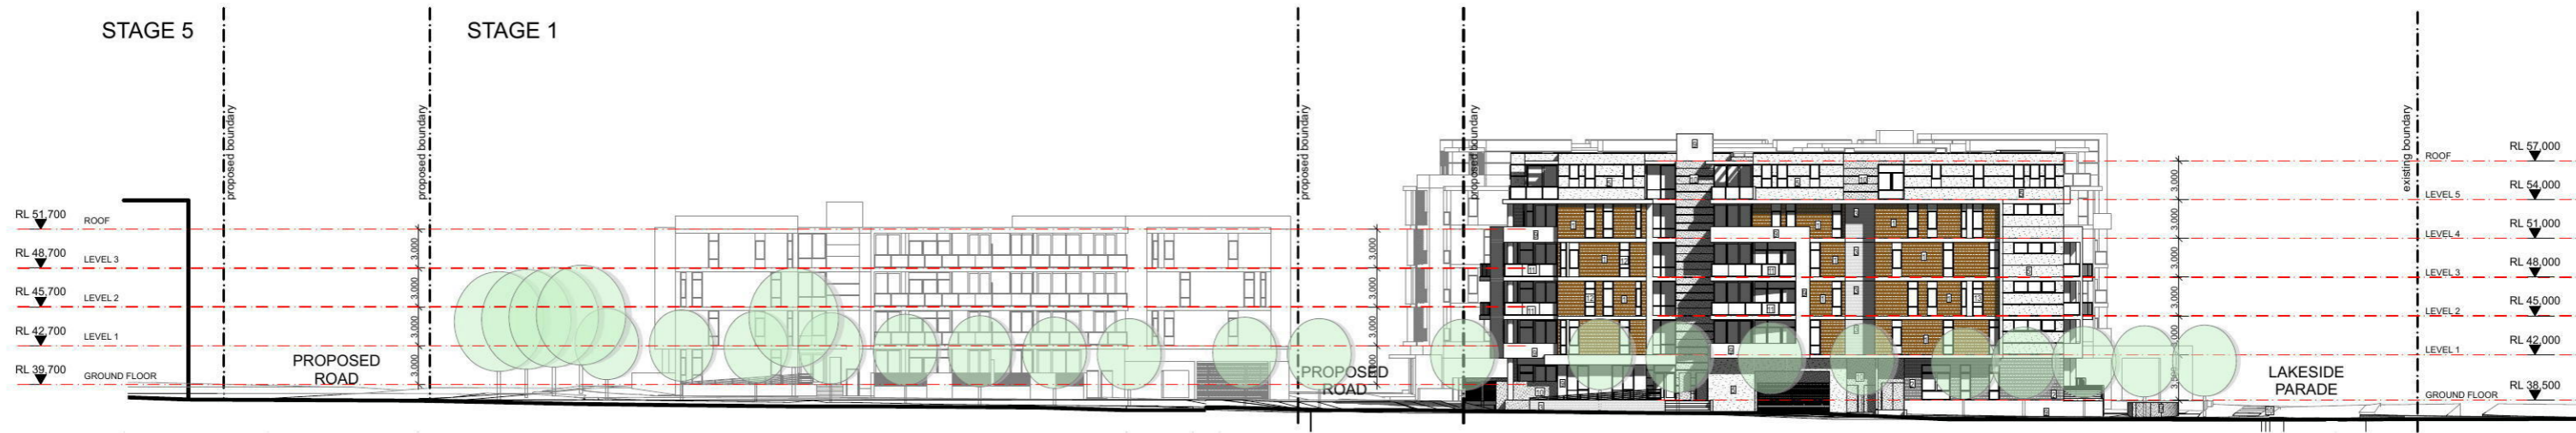 STAGE 5
STAGE 1
proposed boundary
proposed boundary
proposed boundary
proposed boundary
existing boundary
RL 51,700 ROOF
RL 48,700 LEVEL 3
RL 45,700 LEVEL 2
RL 42,700 LEVEL 1
RL 39,700 GROUND FLOOR
PROPOSED
ROAD
3,000
3,000
3,000
3,000
PROPOSED
ROAD
3,000
3,000
3,000
3,000
3,000
3,000
3,000
3,000
3,000
LAKESIDE
PARADE
ROOF RL 57,000
LEVEL 5 RL 54,000
LEVEL 4 RL 51,000
LEVEL 3 RL 48,000
LEVEL 2 RL 45,000
LEVEL 1 RL 42,000
GROUND FLOOR RL 38,500